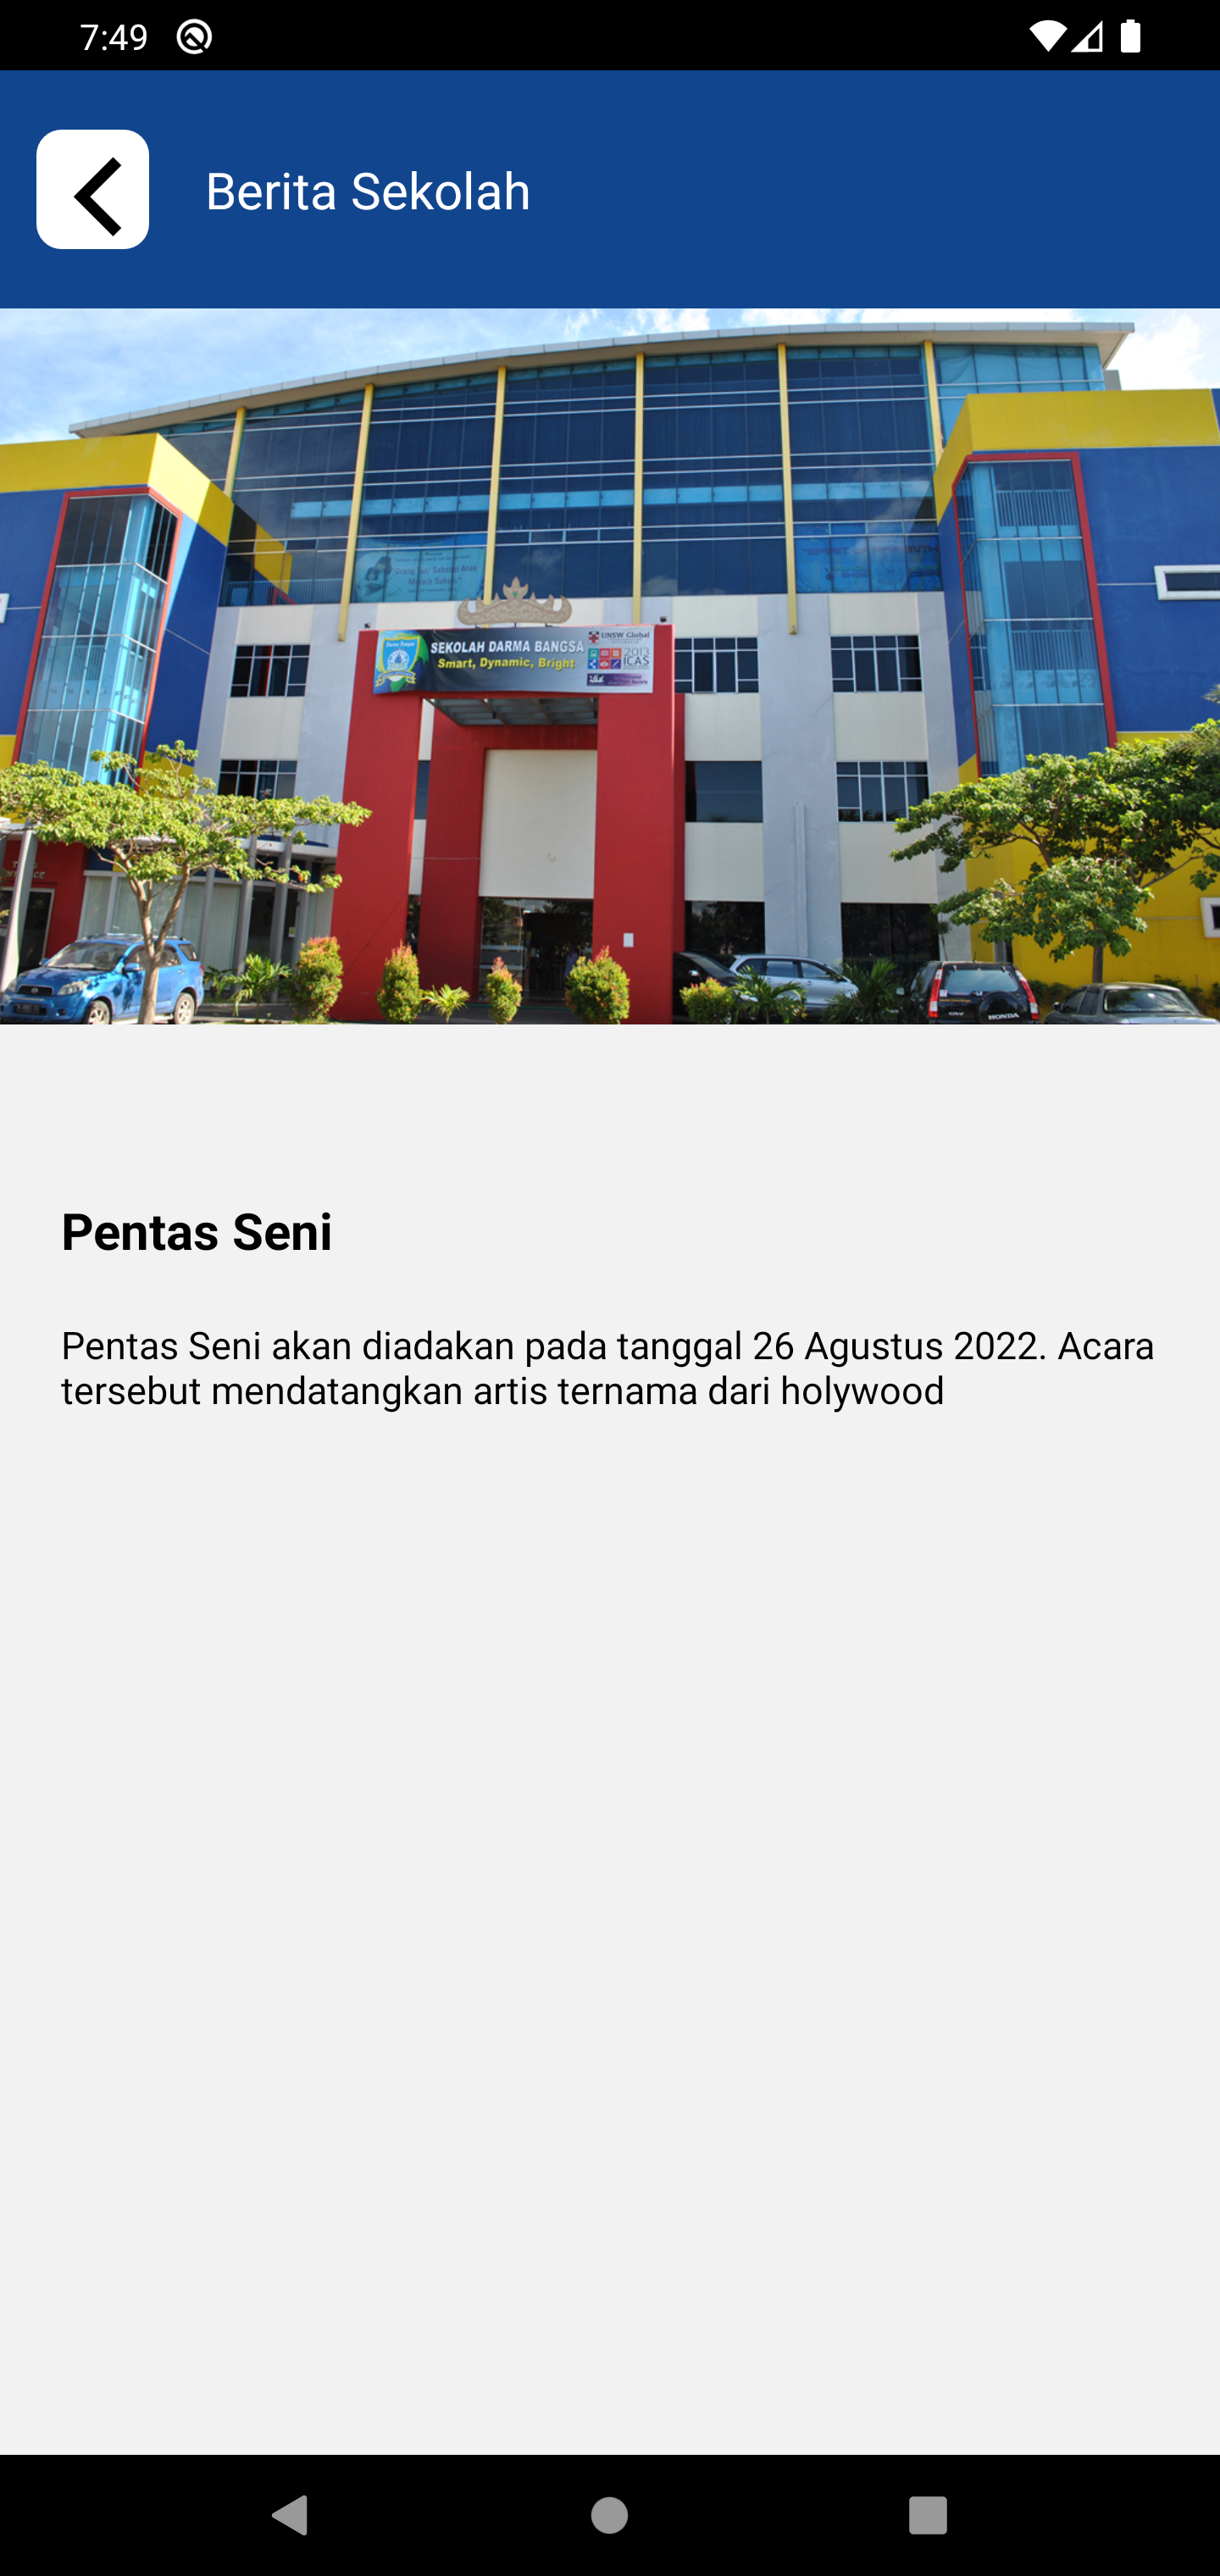 7:49
Berita Sekolah
SEKOLAH DARMA BANGSA
Smart, Dynamic, Bright
UNSW Global
2013
ICAS
HONDA
Pentas Seni
Pentas Seni akan diadakan pada tanggal 26 Agustus 2022. Acara
tersebut mendatangkan artis ternama dari holywood